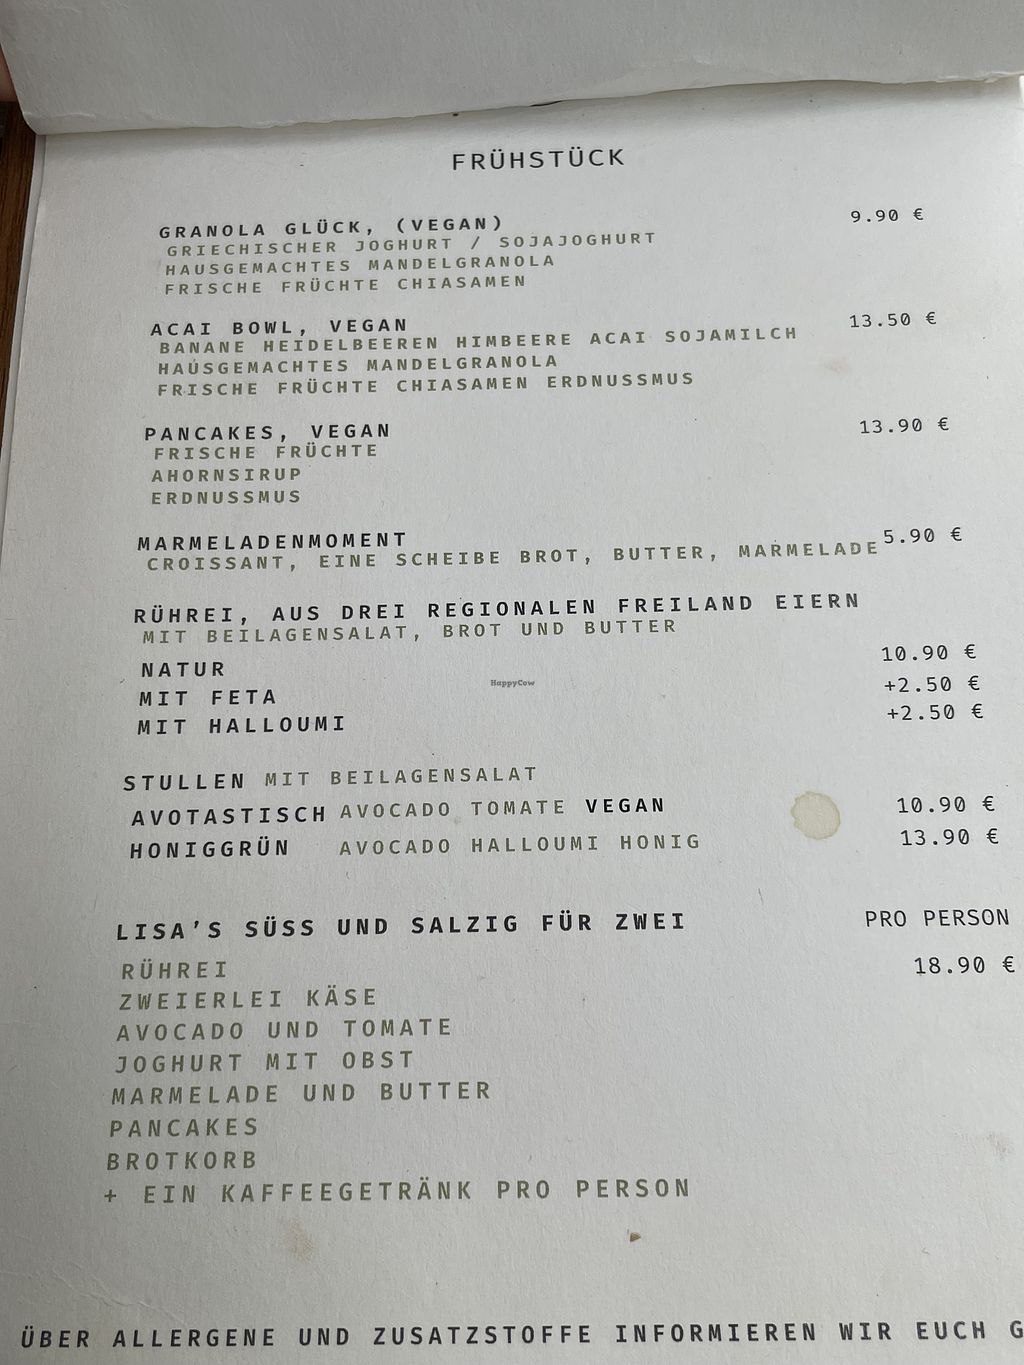 FRÜHSTÜCK
GRANOLA GLÜCK, (VEGAN) 9.90 €
GRIECHISCHER JOGHURT / SOJAJOGHURT
HAUSGEMACHTES MANDELGRANOLA
FRISCHE FRÜCHTE CHIASAMEN
ACAI BOWL, VEGAN 13.50 €
BANANE HEIDELBEEREN HIMBEERE ACAI SOJAMILCH
HAUSGEMACHTES MANDELGRANOLA
FRISCHE FRÜCHTE CHIASAMEN ERDNUSSMUS
PANCAKES, VEGAN 13.90 €
FRISCHE FRÜCHTE
AHORNSIRUP
ERDNUSSMUS
MARMELADENMOMENT 5.90 €
CROISSANT, EINE SCHEIBE BROT, BUTTER, MARMELADE
RÜHREI, AUS DREI REGIONALEN FREILAND EIERN
MIT BEILAGENSALAT, BROT UND BUTTER
NATUR 10.90 €
MIT FETA +2.50 €
MIT HALLOUMI +2.50 €
HappyCow
STULLEN MIT BEILAGENSALAT
AVOTASTISCH AVOCADO TOMATE VEGAN 10.90 €
HONIGGRÜN AVOCADO HALLOUMI HONIG 13.90 €
LISA'S SÜSS UND SALZIG FÜR ZWEI PRO PERSON
RÜHREI 18.90 €
ZWEIERLEI KÄSE
AVOCADO UND TOMATE
JOGHURT MIT OBST
MARMELADE UND BUTTER
PANCAKES
BROTKORB
+ EIN KAFFEEGETRÄNK PRO PERSON
ÜBER ALLERGENE UND ZUSATZSTOFFE INFORMIEREN WIR EUCH G